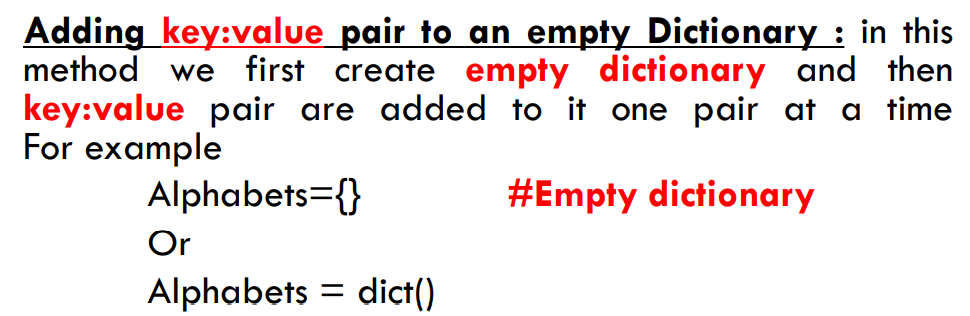 Adding key:value pair to an empty Dictionary : in this
method we first create empty dictionary and then
key:value pair are added to it one pair at a time
For example
Alphabets={} #Empty dictionary
Or
Alphabets = dict()